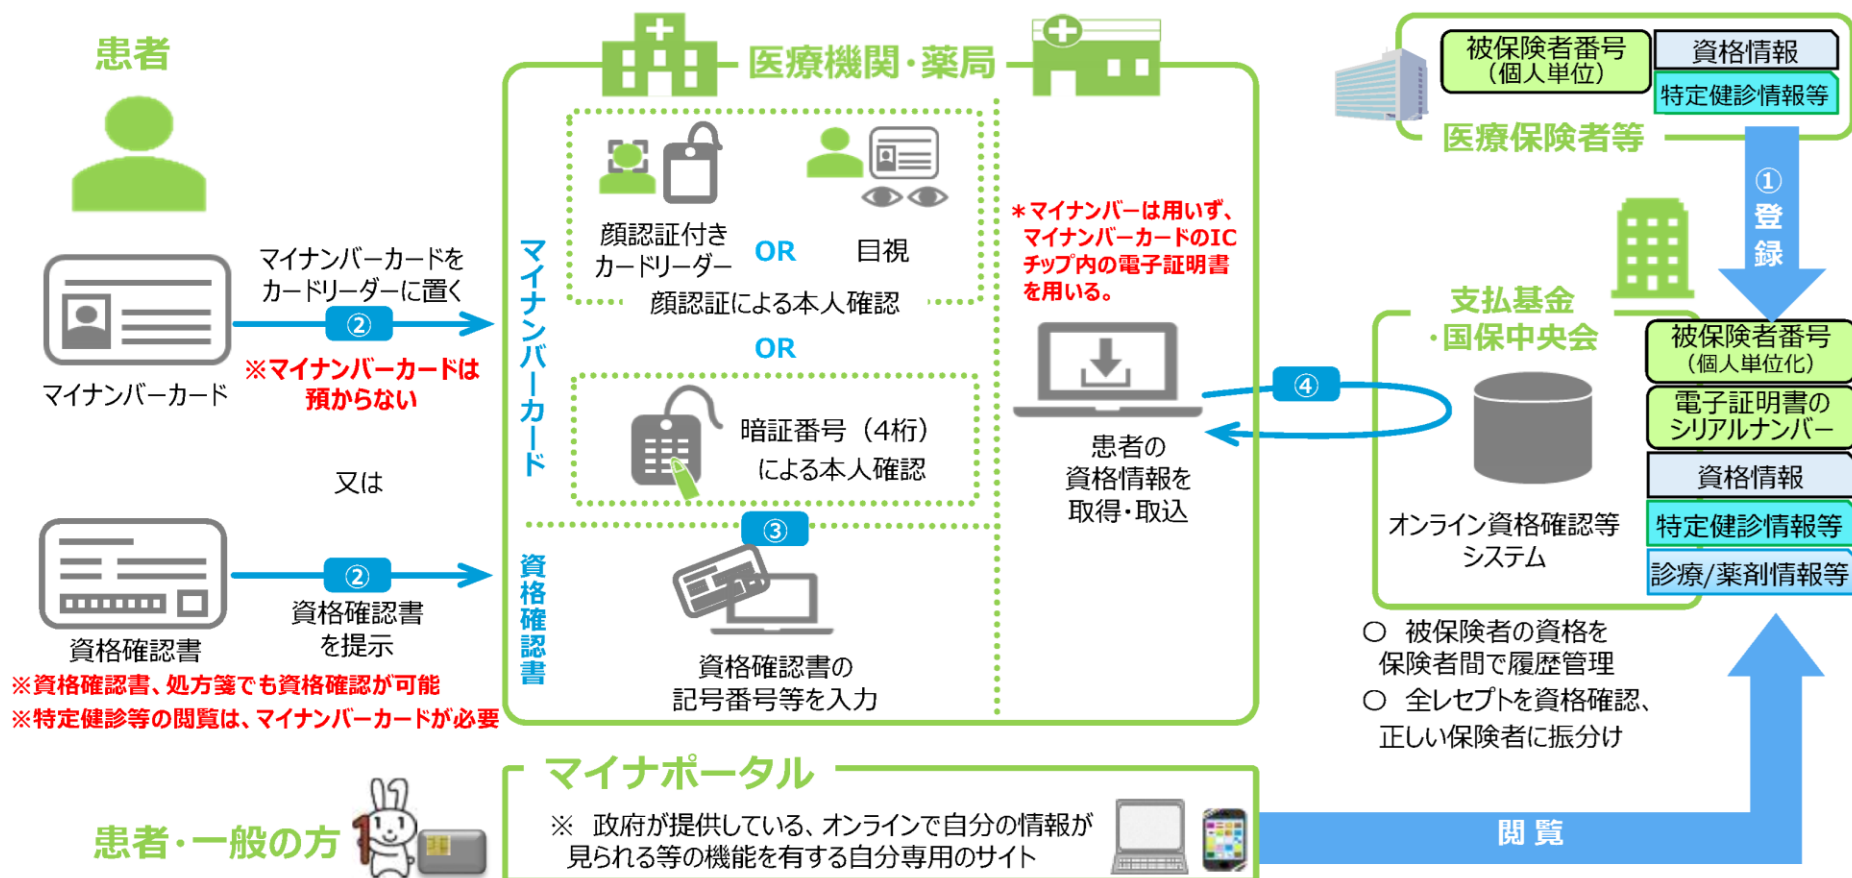 患者
マイナンバーカードを
カードリーダーに置く
②
※マイナンバーカードは
預からない
マイナンバーカード
又は
②
資格確認書
を提示
資格確認書
※資格確認書、処方箋でも資格確認が可能
※特定健診等の閲覧は、マイナンバーカードが必要
医療機関・薬局
マイナンバーカード
顔認証付き
カードリーダー
OR
目視
顔認証による本人確認
OR
暗証番号（4桁）
による本人確認
③
資格確認書
資格確認書の
記号番号等を入力
＊マイナンバーは用いず、
マイナンバーカードのIC
チップ内の電子証明書
を用いる。
患者の
資格情報を
取得・取込
④
被保険者番号
（個人単位）
資格情報
特定健診情報等
医療保険者等
①
登録
支払基金
・国保中央会
オンライン資格確認等
システム
被保険者番号
（個人単位化）
電子証明書の
シリアルナンバー
資格情報
特定健診情報等
診療/薬剤情報等
○ 被保険者の資格を
保険者間で履歴管理
○ 全レセプトを資格確認、
正しい保険者に振分け
患者・一般の方
1
マイナポータル
※ 政府が提供している、オンラインで自分の情報が
見られる等の機能を有する自分専用のサイト
閲覧